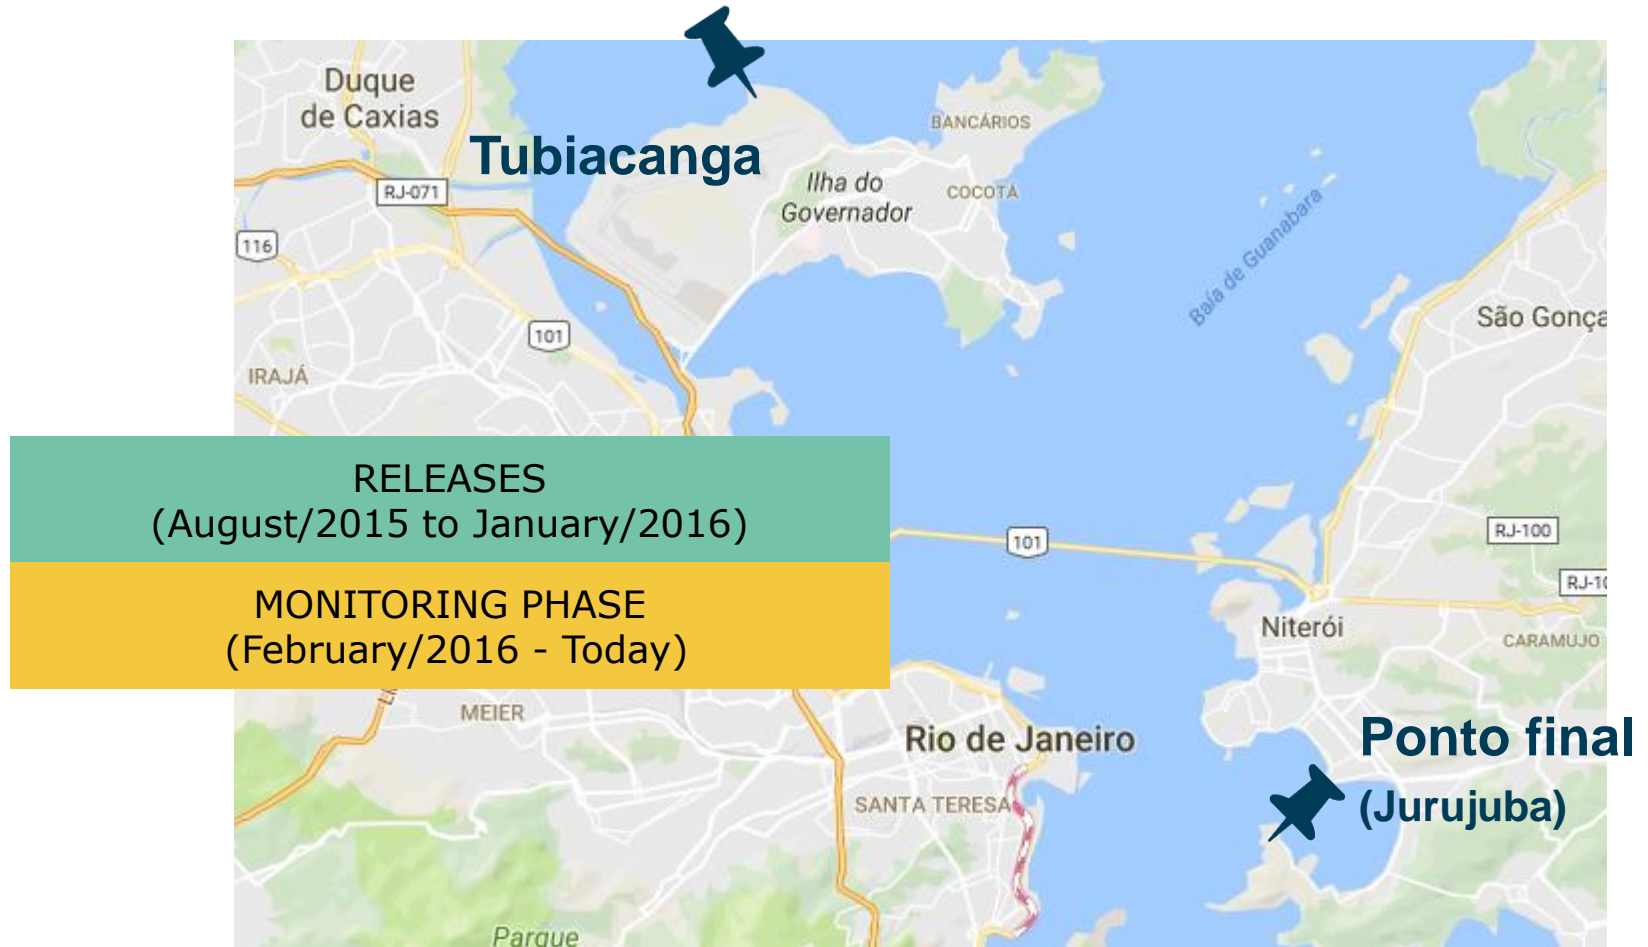 Duque
de Caxias
BANCÁRIOS
Tubiacanga
Ilha do
Governador
COCOTÁ
RJ-071
116
Baía de Guanabara
101
São Gonça
IRAJÁ
RELEASES
(August/2015 to January/2016)
101
RJ-100
RJ-10
MONITORING PHASE
(February/2016 - Today)
Niterói
CARAMUJO
MEIER
Rio de Janeiro
Ponto final
(Jurujuba)
SANTA TERESA
Parque